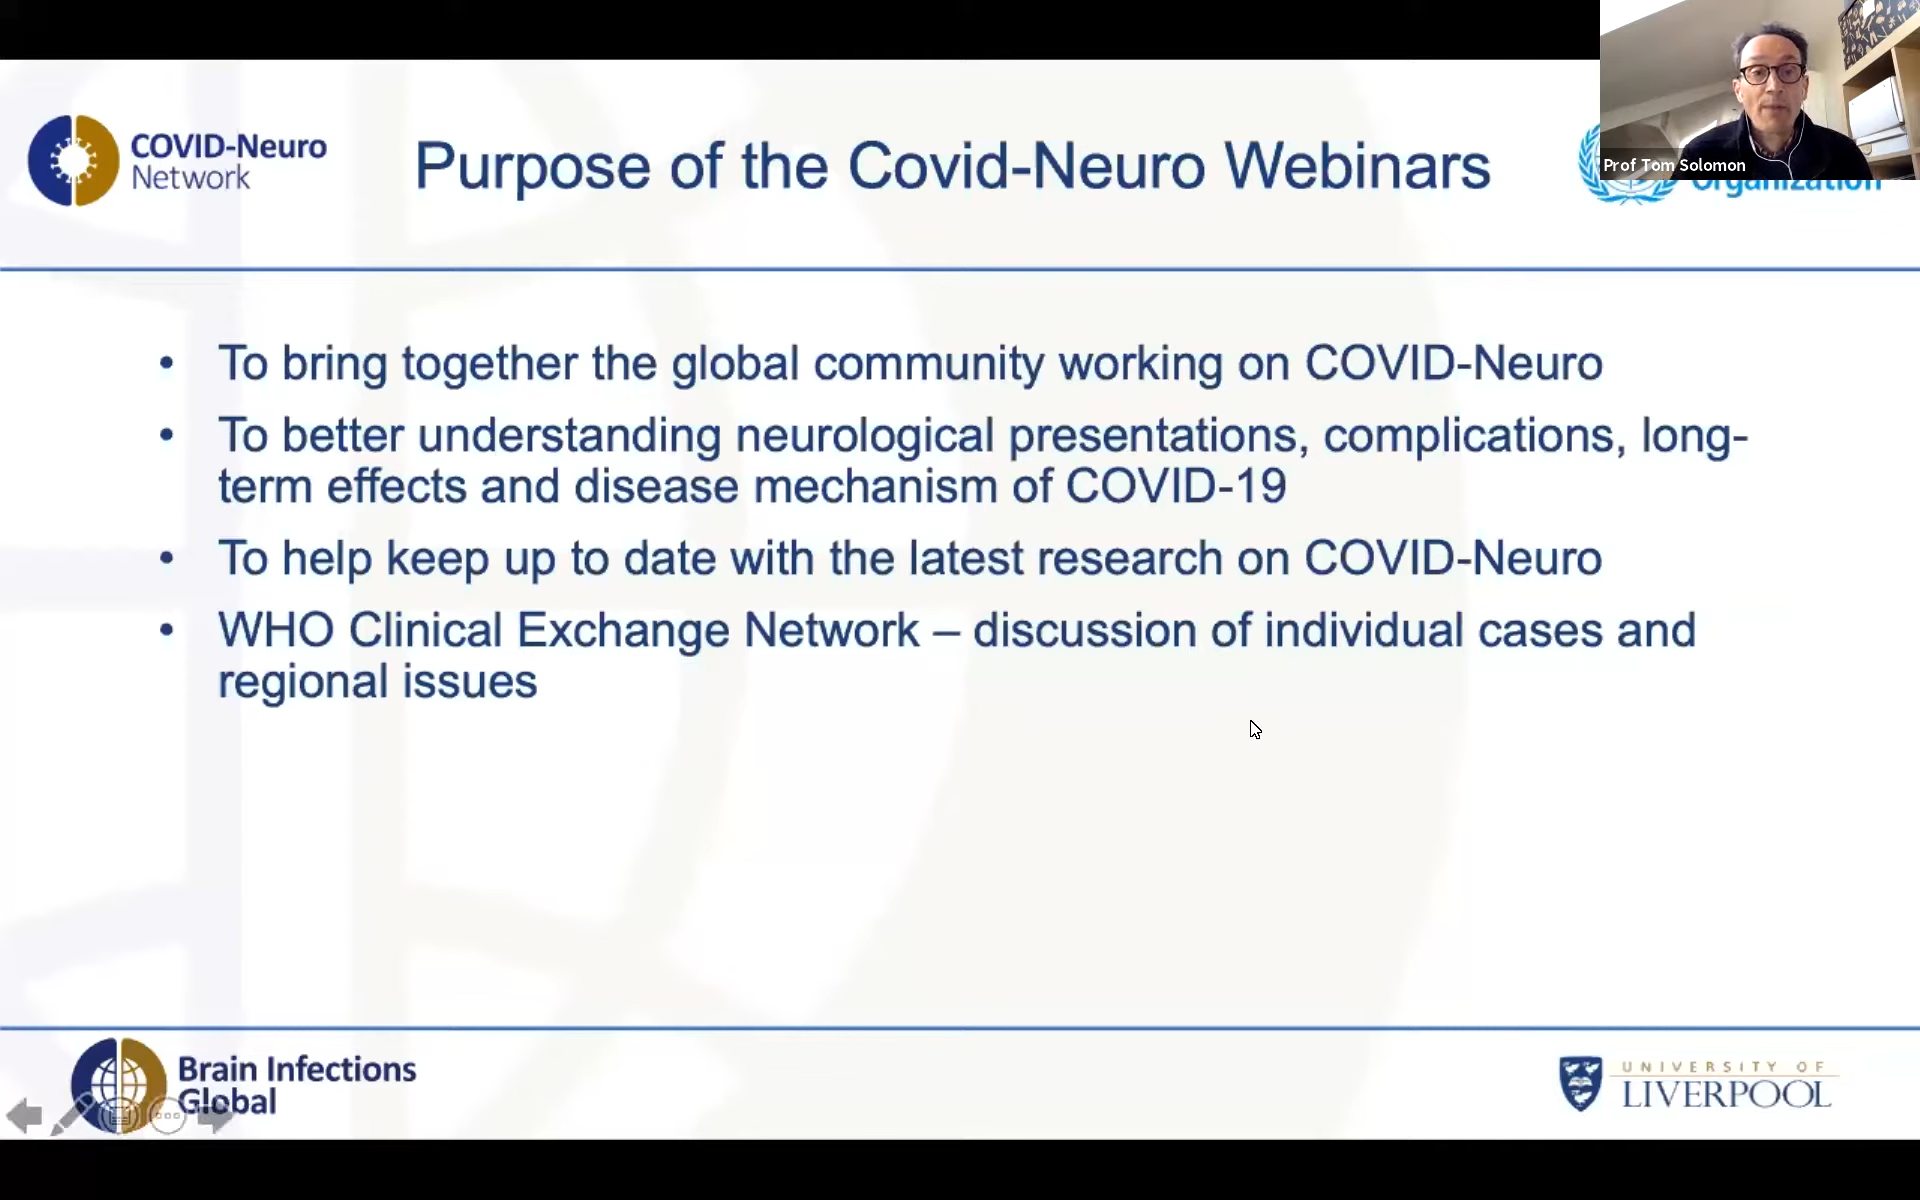 COVID-Neuro
Network
Purpose of the Covid-Neuro Webinars
Organization
Prof Tom Solomon
• To bring together the global community working on COVID-Neuro
• To better understanding neurological presentations, complications, long-
term effects and disease mechanism of COVID-19
• To help keep up to date with the latest research on COVID-Neuro
• WHO Clinical Exchange Network – discussion of individual cases and
regional issues
Brain Infections
Global
UNIVERSITY OF
LIVERPOOL